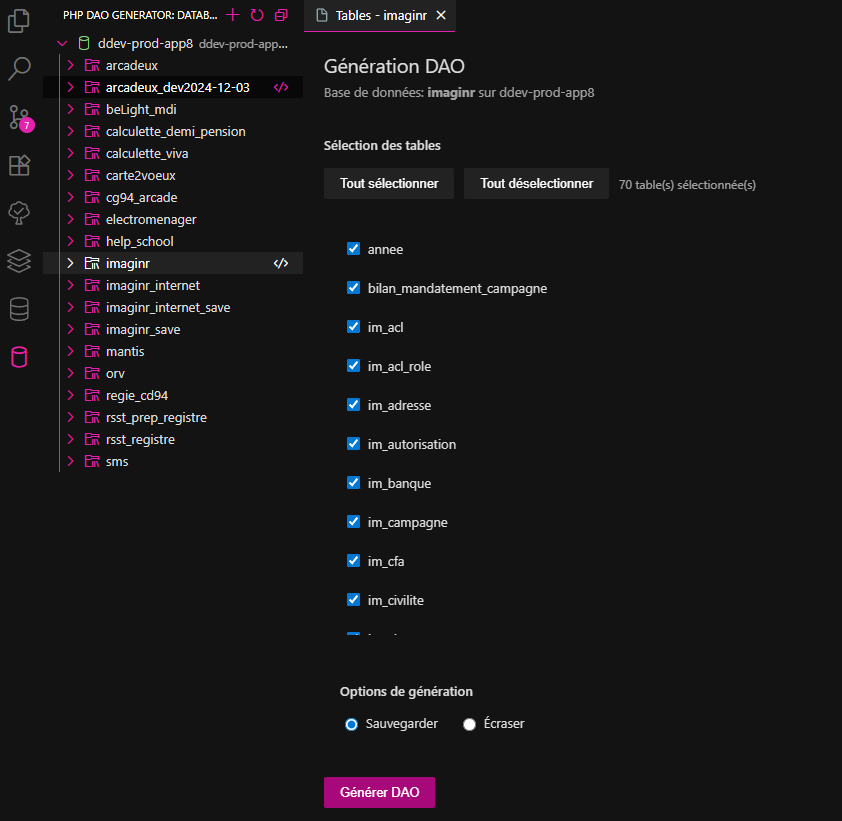 PHP DAO GENERATOR: DATAB...
ddev-prod-app8 ddev-prod-app...
arcadeux
arcadeux_dev2024-12-03
beLight_mdi
calculette_demi_pension
calculette_viva
carte2voeux
cg94_arcade
electromenager
help_school
imaginr
imaginr_internet
imaginr_internet_save
imaginr_save
mantis
orv
regie_cd94
rsst_prep_registre
rsst_registre
sms
7
Tables - imaginr
Génération DAO
Base de données: imaginr sur ddev-prod-app8
Sélection des tables
Tout sélectionner Tout déselectionner 70 table(s) sélectionnée(s)
annee
bilan_mandatement_campagne
im_acl
im_acl_role
im_adresse
im_autorisation
im_banque
im_campagne
im_cfa
im_civilite
Options de génération
Sauvegarder Écraser
Générer DAO